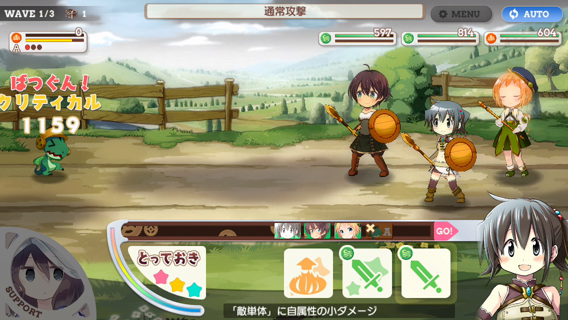 WAVE 1/3 1
通常攻撃
MENU
AUTO
0
A
597
814
604
ばつぐん!
クリティカル
1159
GO!
とっておき
SUPPORT
「敵単体」に自属性の小ダメージ